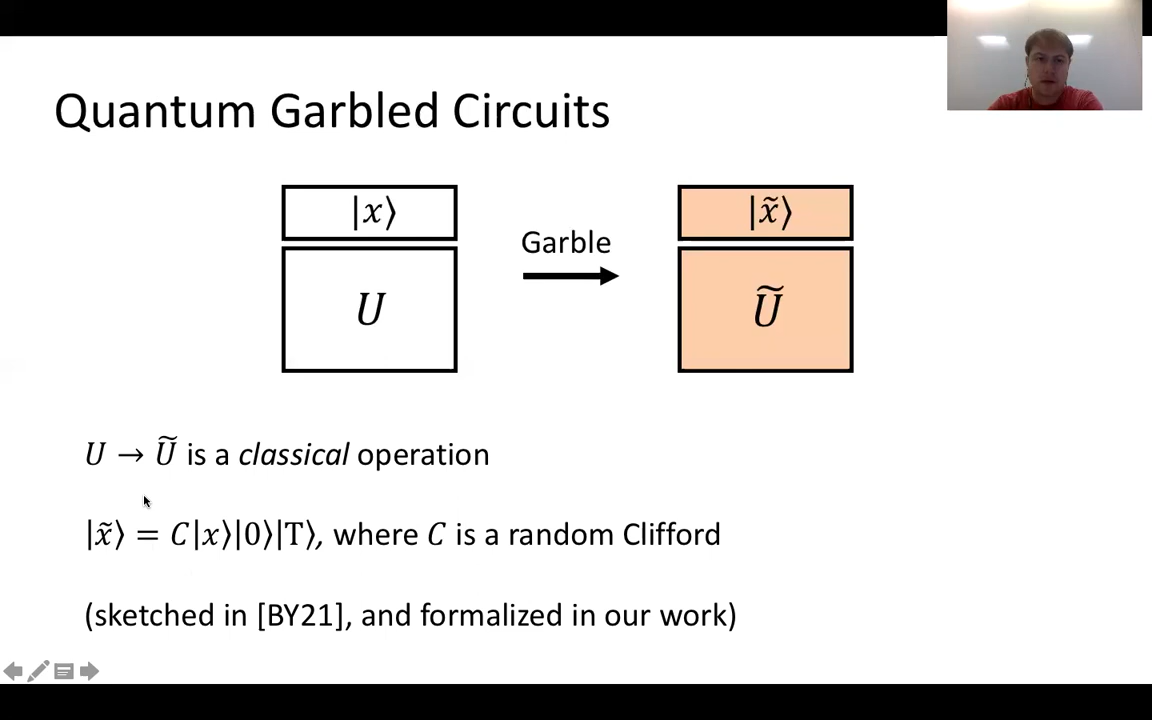 Quantum Garbled Circuits
|x⟩
Garble
|x̃⟩
U
Ũ
U → Ũ is a classical operation
|x̃⟩ = C|x⟩|0⟩|T⟩, where C is a random Clifford
(sketched in [BY21], and formalized in our work)